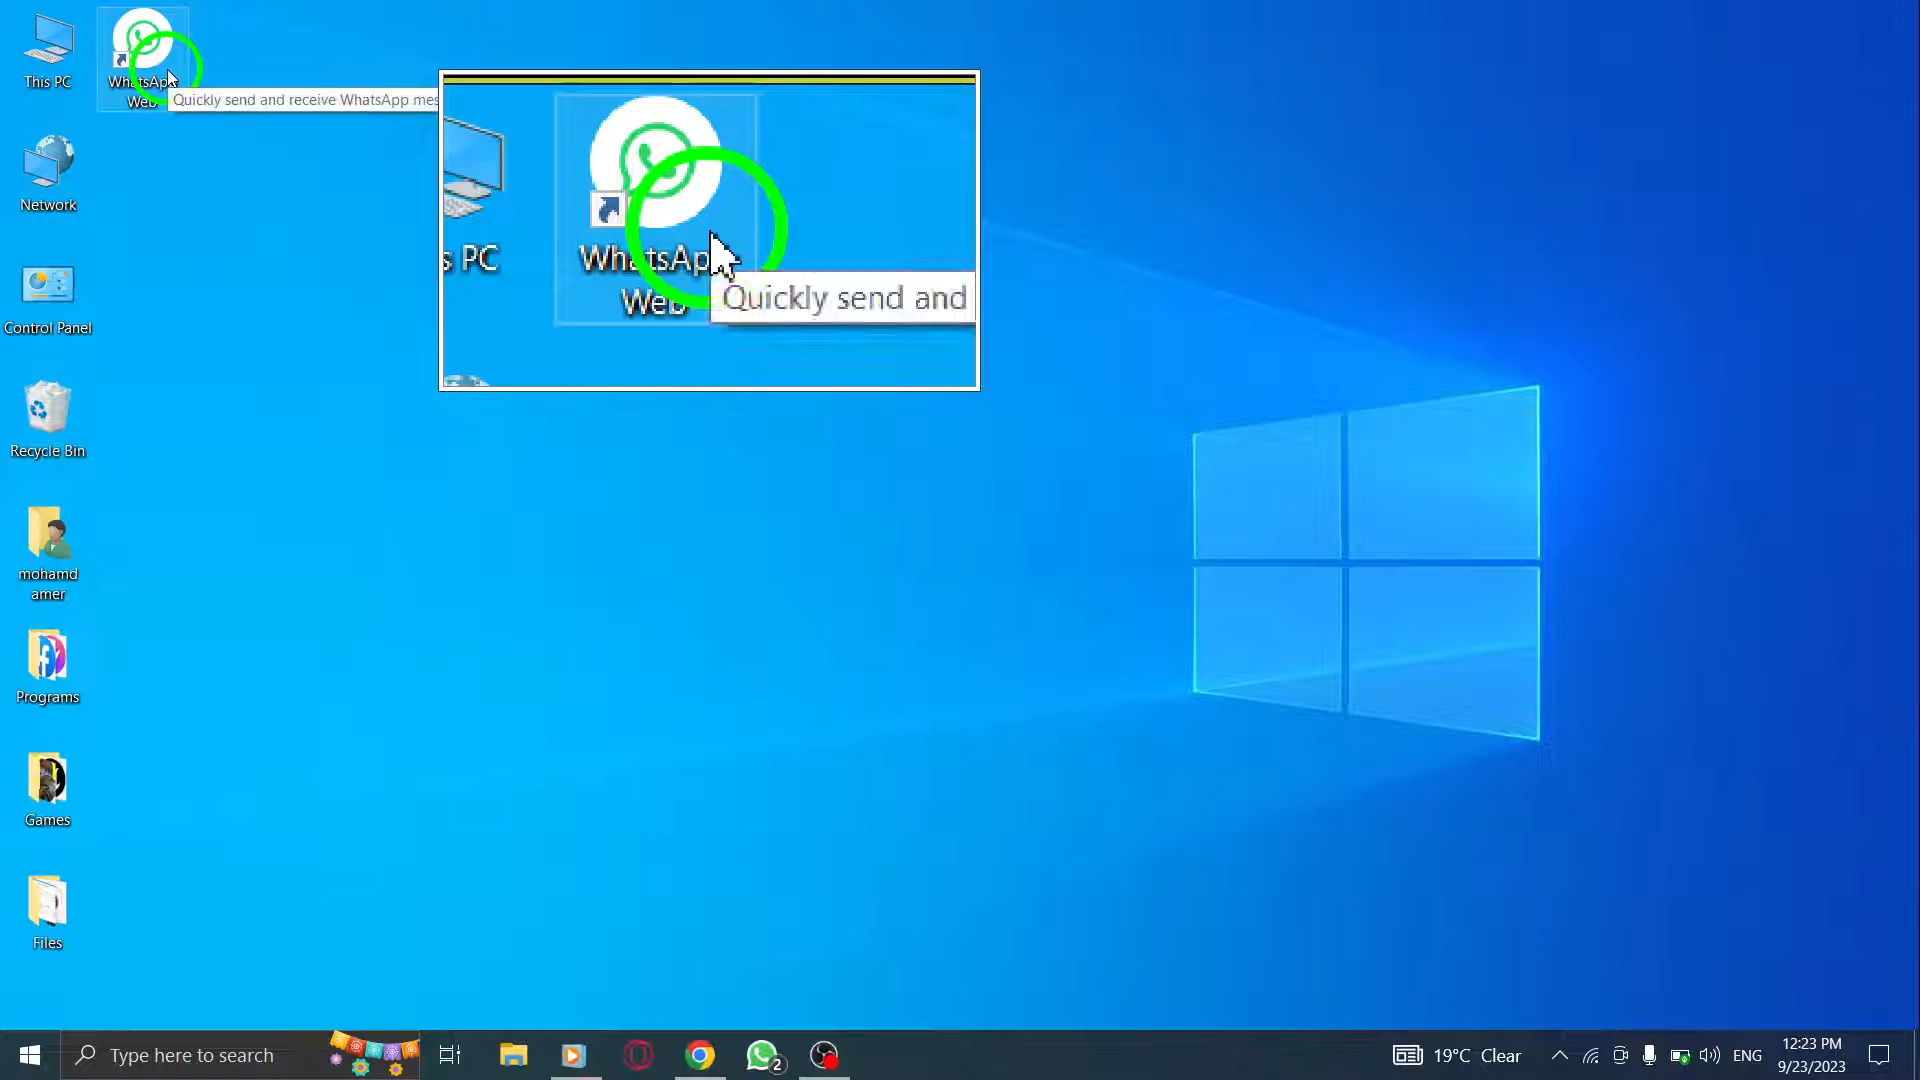 This PC
WhatsApp
Web
Quickly send and receive WhatsApp mes
s PC
WhatsApp
Web
Quickly send and
Network
Control Panel
Recycle Bin
mohamd
amer
Programs
Games
Files
Type here to search
2
19°C Clear
ENG
12:23 PM
9/23/2023